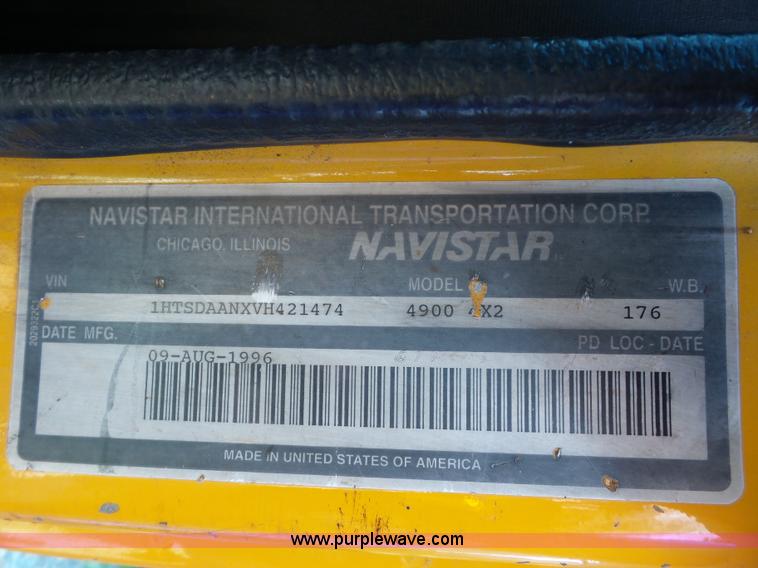 NAVISTAR INTERNATIONAL TRANSPORTATION CORP.
CHICAGO, ILLINOIS NAVISTAR
VIN MODEL W.B.
1HTSDAANXVH421474 4900 4X2 176
DATE MFG. PD LOC - DATE
09-AUG-1996
MADE IN UNITED STATES OF AMERICA
www.purplewave.com